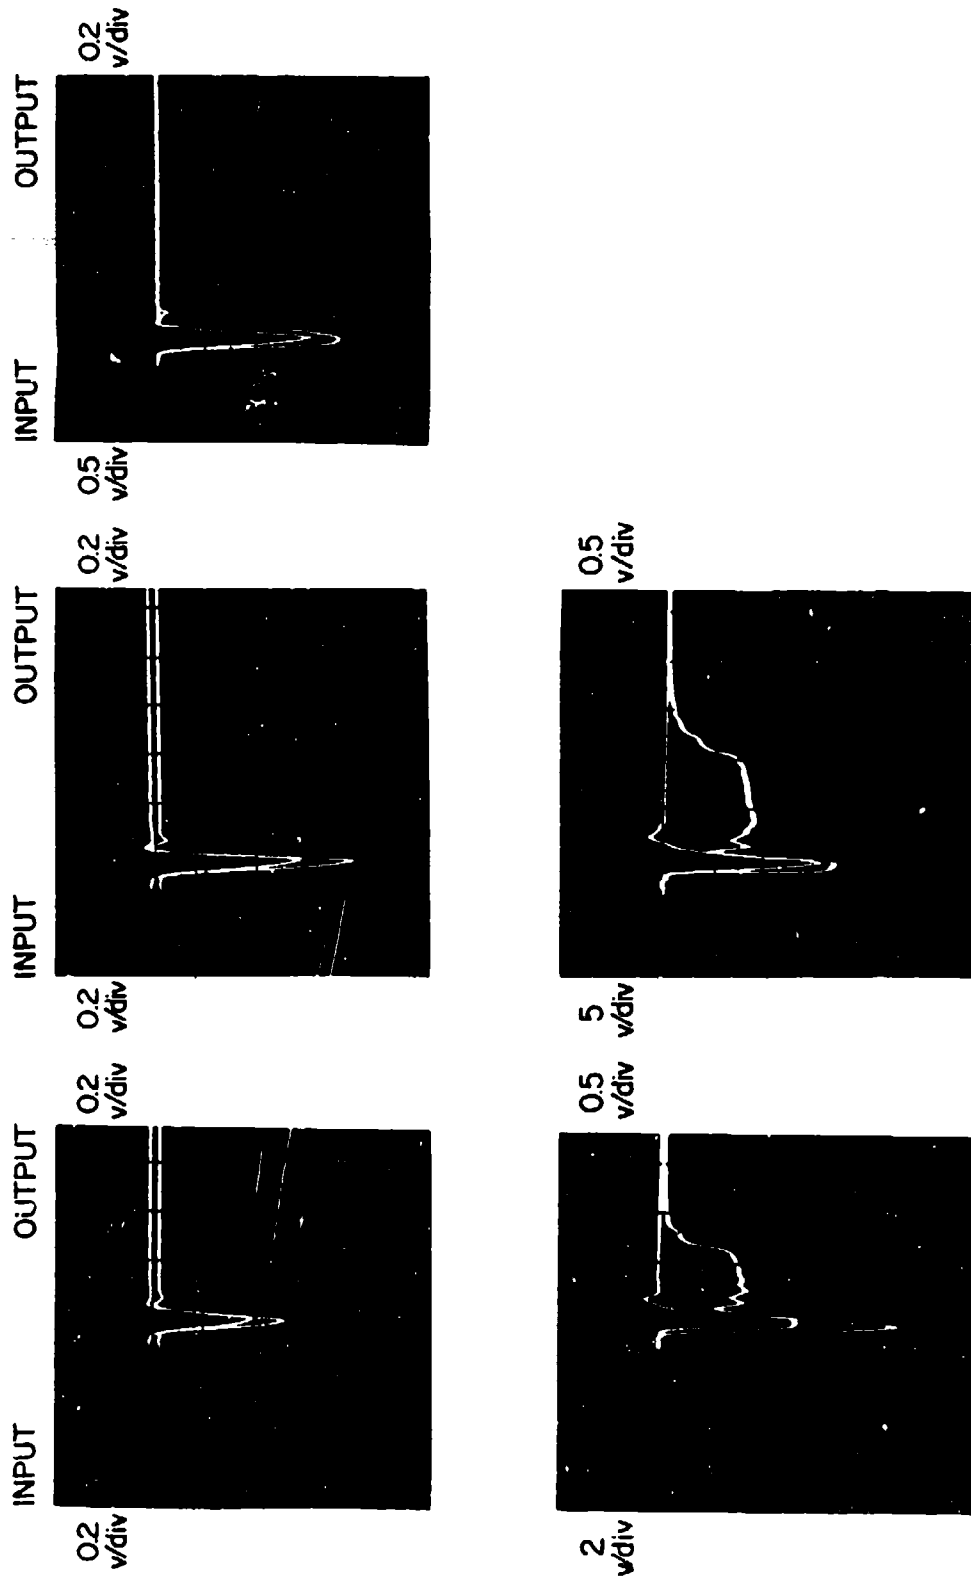 INPUT OUTPUT INPUT OUTPUT INPUT OUTPUT
0.2 0.2 0.2 0.2 0.5 0.2
v/div v/div v/div v/div v/div v/div
2 0.5 5 0.5
v/div v/div v/div v/div